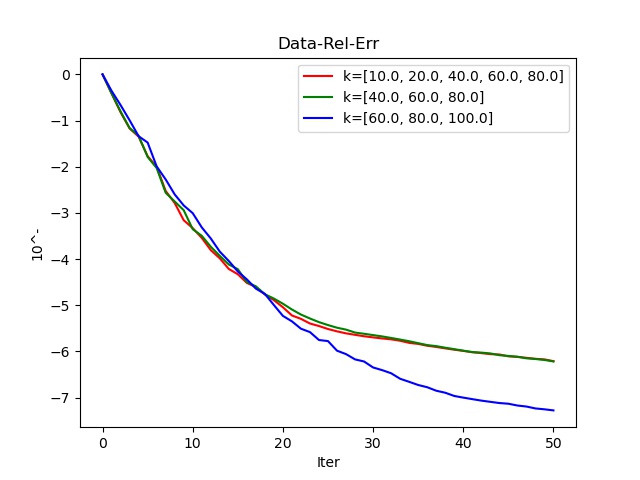 Data-Rel-Err
k=[10.0, 20.0, 40.0, 60.0, 80.0]
k=[40.0, 60.0, 80.0]
k=[60.0, 80.0, 100.0]
10^-
0
−1
−2
−3
−4
−5
−6
−7
0 10 20 30 40 50
Iter